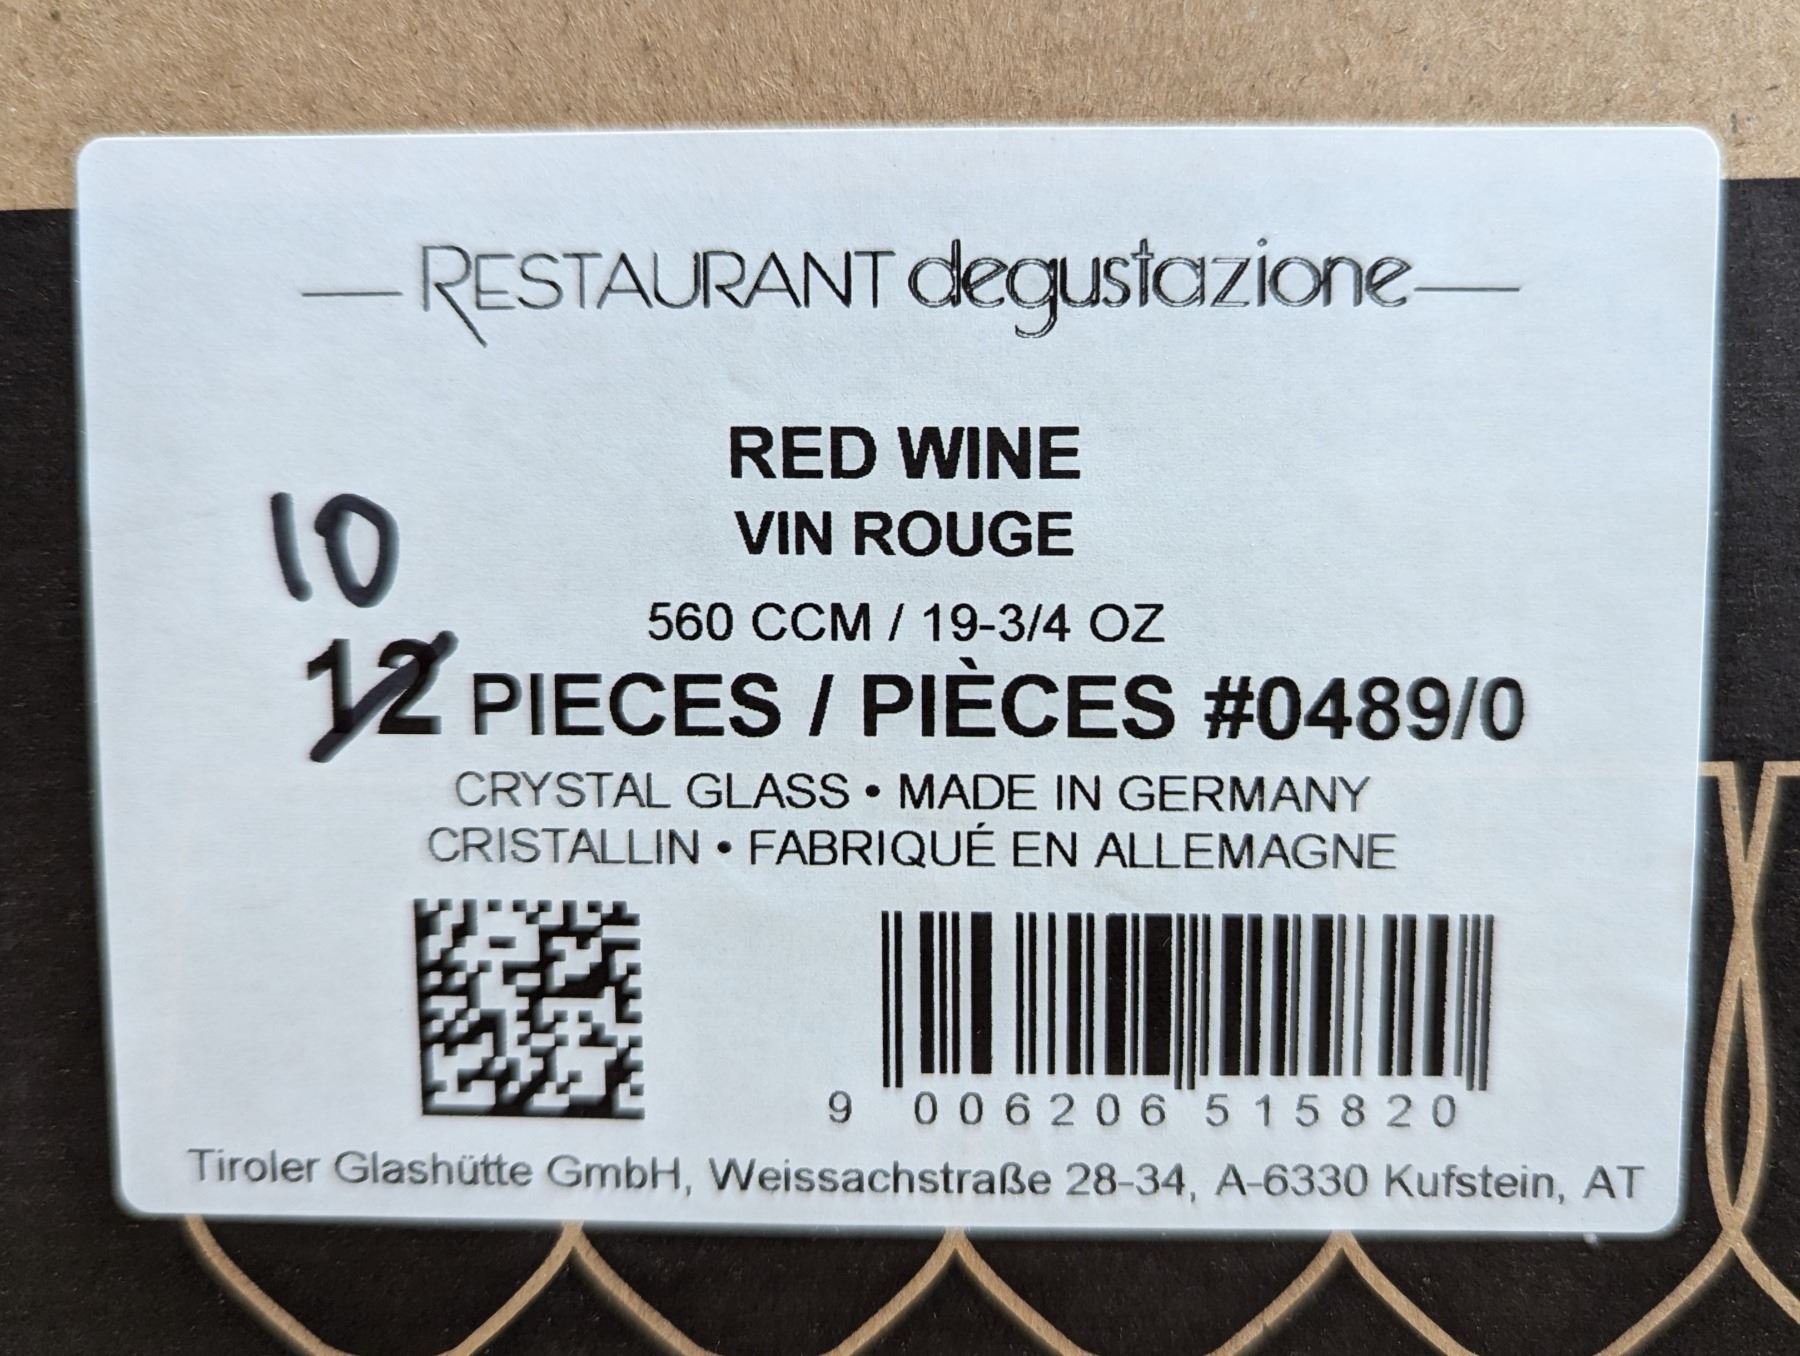 RESTAURANT degustazione
RED WINE
VIN ROUGE
10
560 CCM / 19-3/4 OZ
12 PIECES / PIÈCES #0489/0
CRYSTAL GLASS • MADE IN GERMANY
CRISTALLIN • FABRIQUÉ EN ALLEMAGNE
9 006206 515820
Tiroler Glashütte GmbH, Weissachstraße 28-34, A-6330 Kufstein, AT